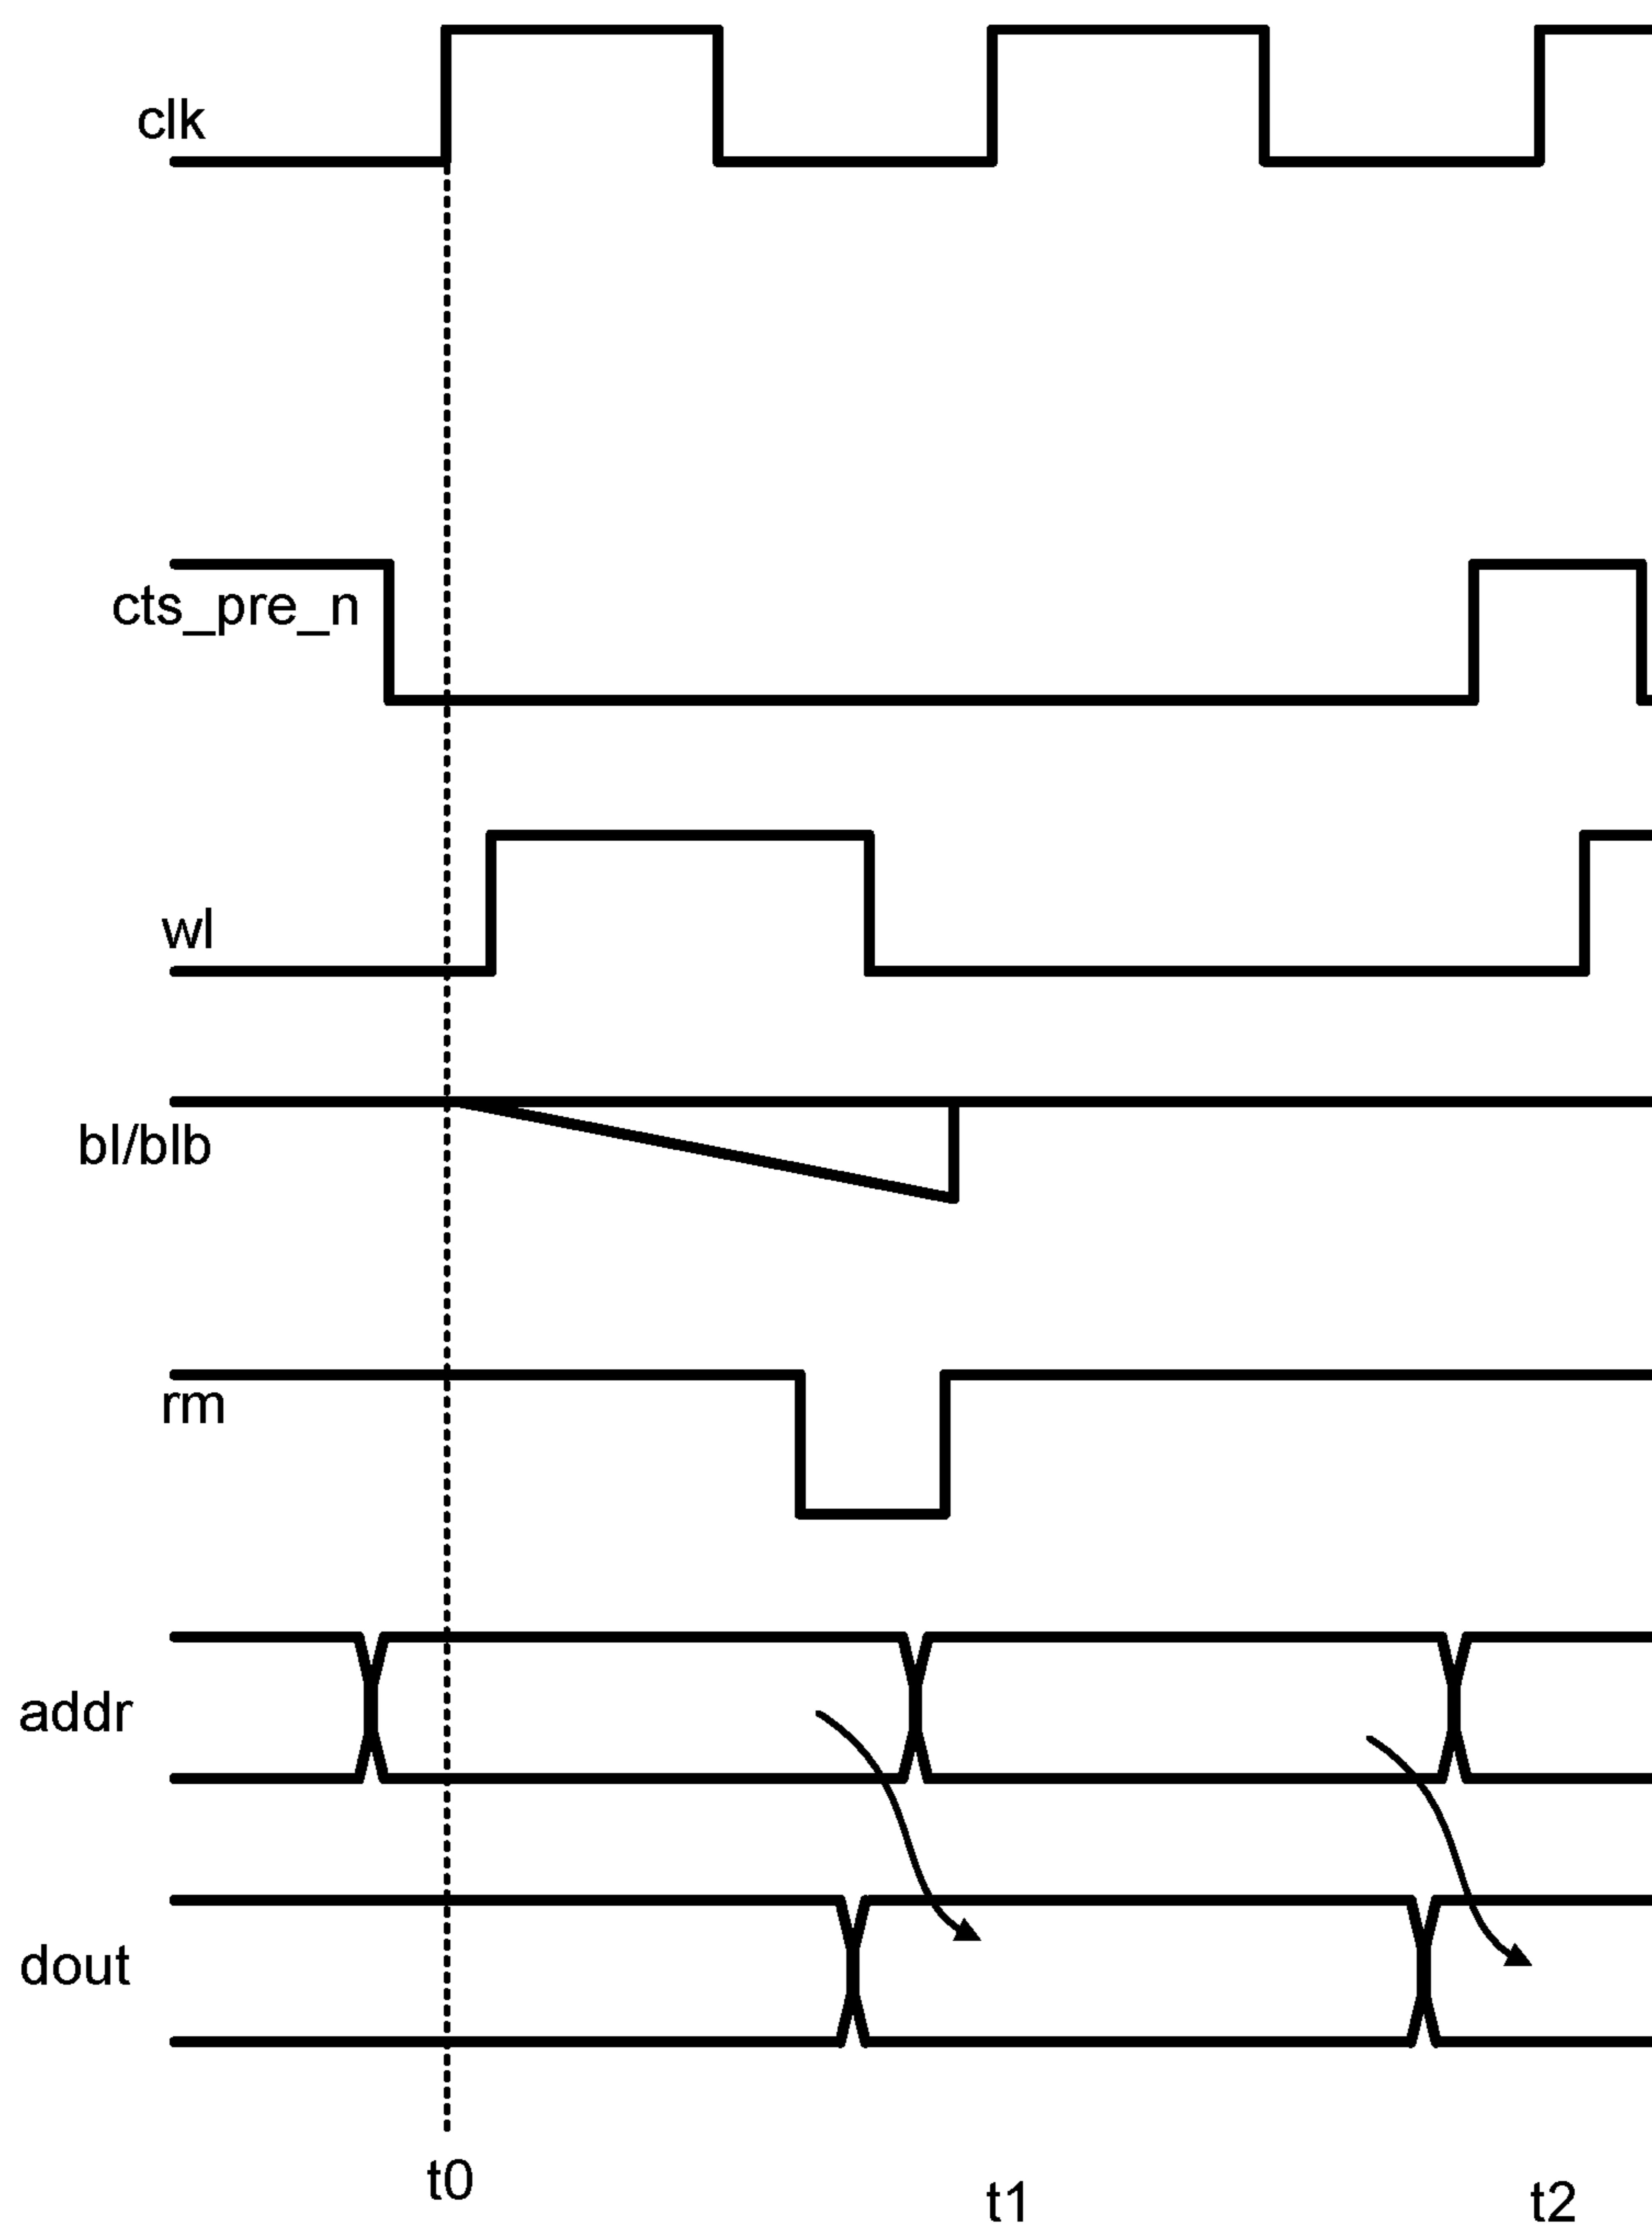 clk
cts_pre_n
wl
bl/blb
rm
addr
dout
t0
t1
t2